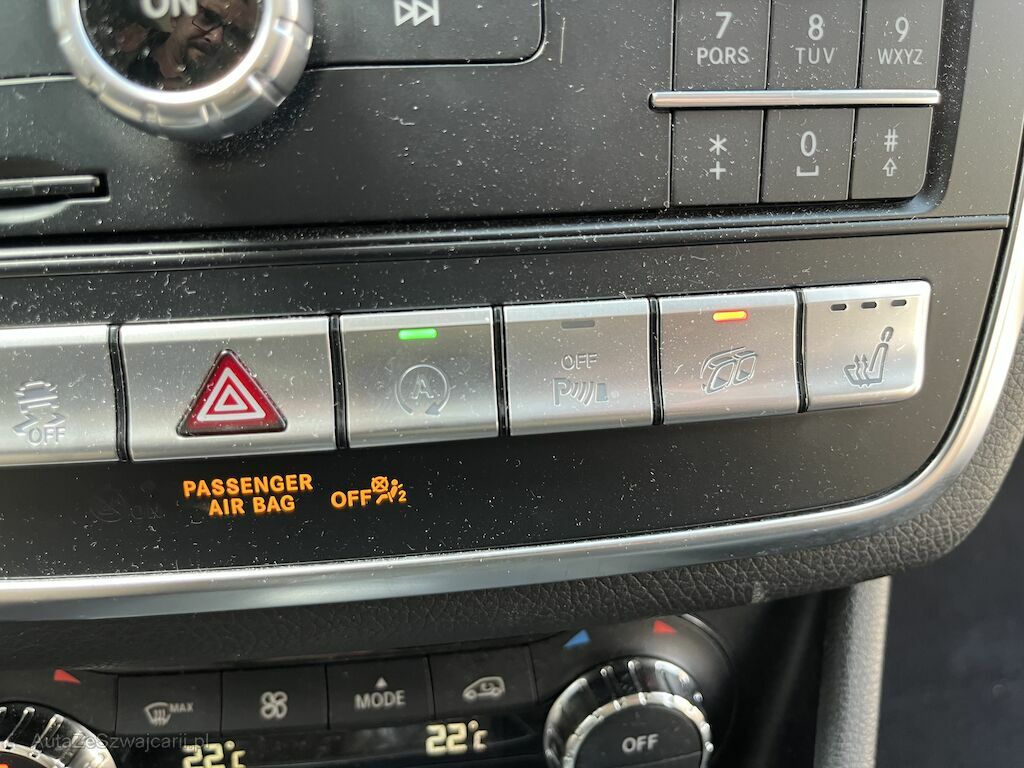 ON
7
PQRS
8
TUV
9
WXYZ
*
+
0
#
OFF
OFF
A
P
PASSENGER
AIR BAG
OFF
2
MAX
MODE
22°C
22°C
OFF
AutaZeSzwajcarii.pl